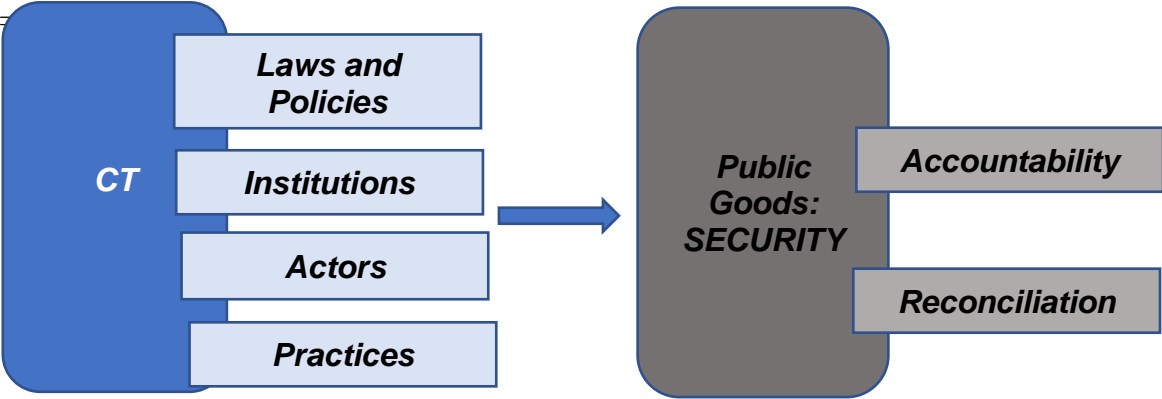 CT
Laws and
Policies
Institutions
Actors
Practices
Public
Goods:
SECURITY
Accountability
Reconciliation